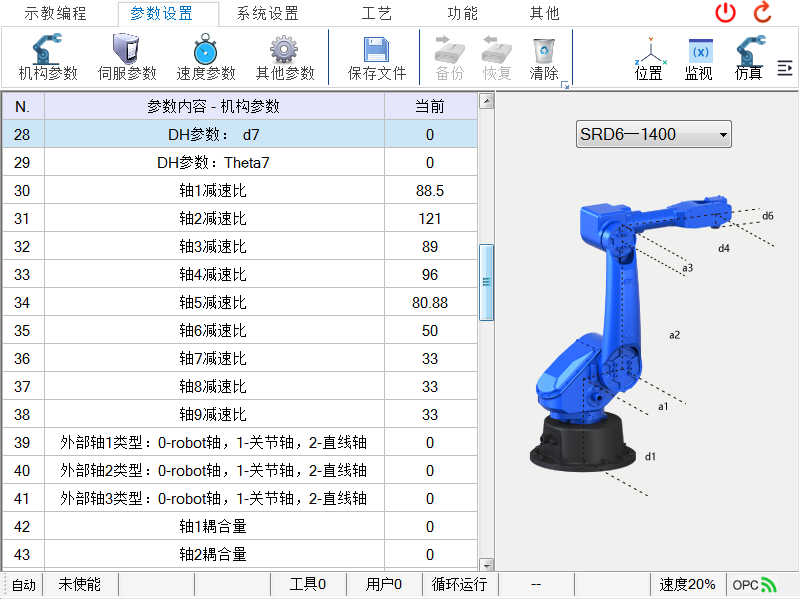 示教编程 参数设置 系统设置 工艺 功能 其他
机构参数 伺服参数 速度参数 其他参数 保存文件 备份 恢复 清除 位置 监视 仿真
N. 参数内容 - 机构参数 当前
28 DH参数： d7 0
29 DH参数：Theta7 0
30 轴1减速比 88.5
31 轴2减速比 121
32 轴3减速比 89
33 轴4减速比 96
34 轴5减速比 80.88
35 轴6减速比 50
36 轴7减速比 33
37 轴8减速比 33
38 轴9减速比 33
39 外部轴1类型：0-robot轴，1-关节轴，2-直线轴 0
40 外部轴2类型：0-robot轴，1-关节轴，2-直线轴 0
41 外部轴3类型：0-robot轴，1-关节轴，2-直线轴 0
42 轴1耦合量 0
43 轴2耦合量 0
SRD6—1400
d6
d4
a3
a2
a1
d1
自动 未使能 工具0 用户0 循环运行 -- 速度20% OPC